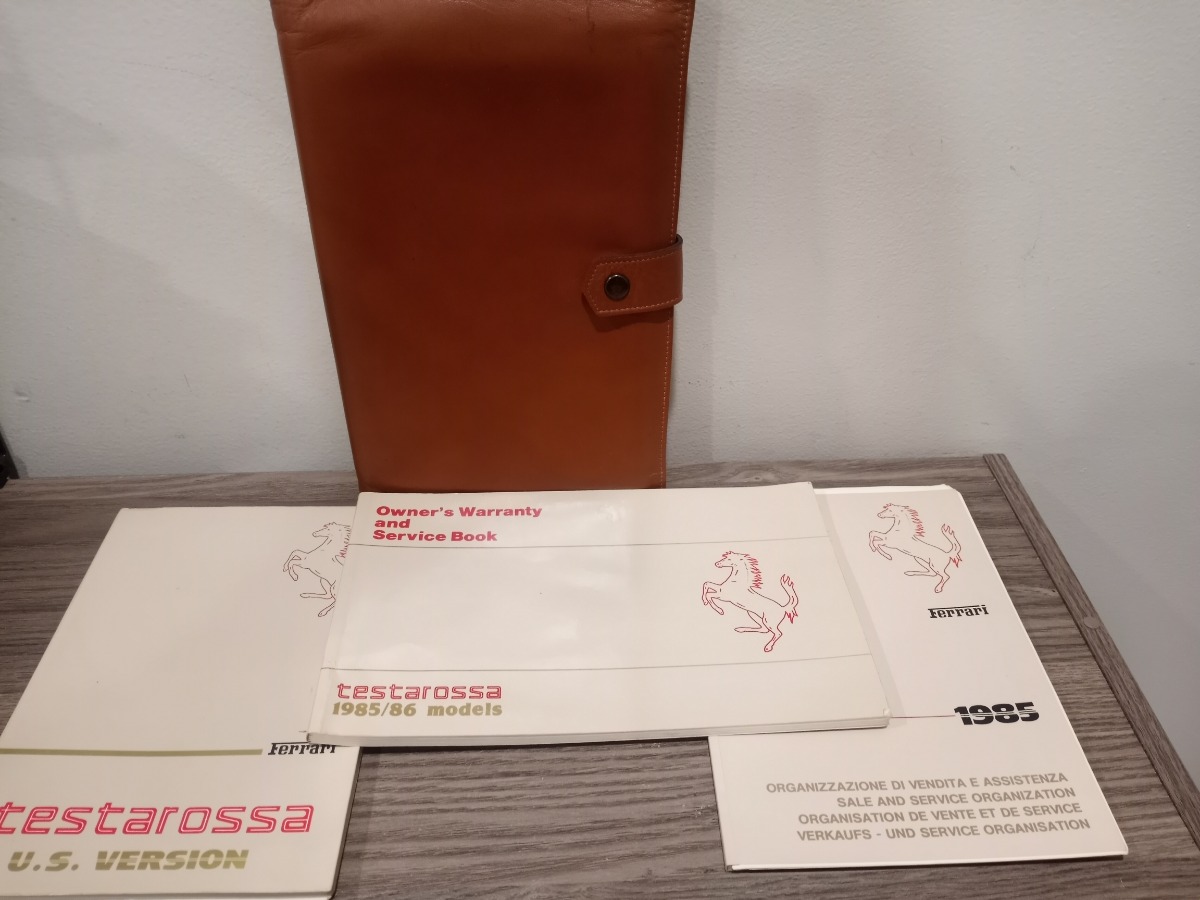 Owner's Warranty
and
Service Book
testarossa
1985/86 models
Ferrari
testarossa
U.S. VERSION
Ferrari
1985
ORGANIZZAZIONE DI VENDITA E ASSISTENZA
SALE AND SERVICE ORGANIZATION
ORGANISATION DE VENTE ET DE SERVICE
VERKAUFS - UND SERVICE ORGANISATION